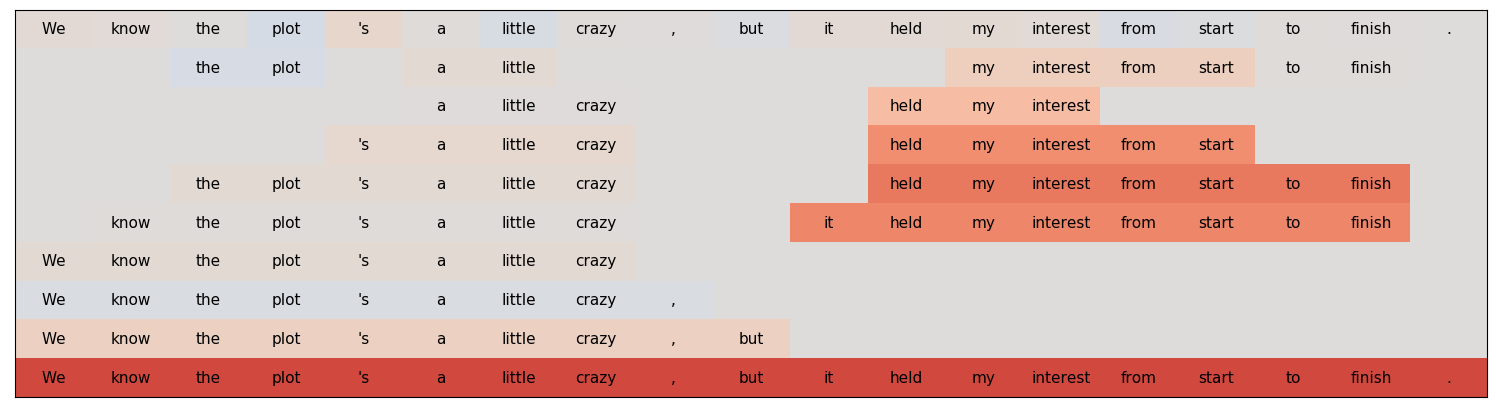 We know the plot 's a little crazy , but it held my interest from start to finish .
the plot a little my interest from start to finish
a little crazy held my interest
's a little crazy held my interest from start
the plot 's a little crazy held my interest from start to finish
know the plot 's a little crazy it held my interest from start to finish
We know the plot 's a little crazy
We know the plot 's a little crazy ,
We know the plot 's a little crazy , but
We know the plot 's a little crazy , but it held my interest from start to finish .